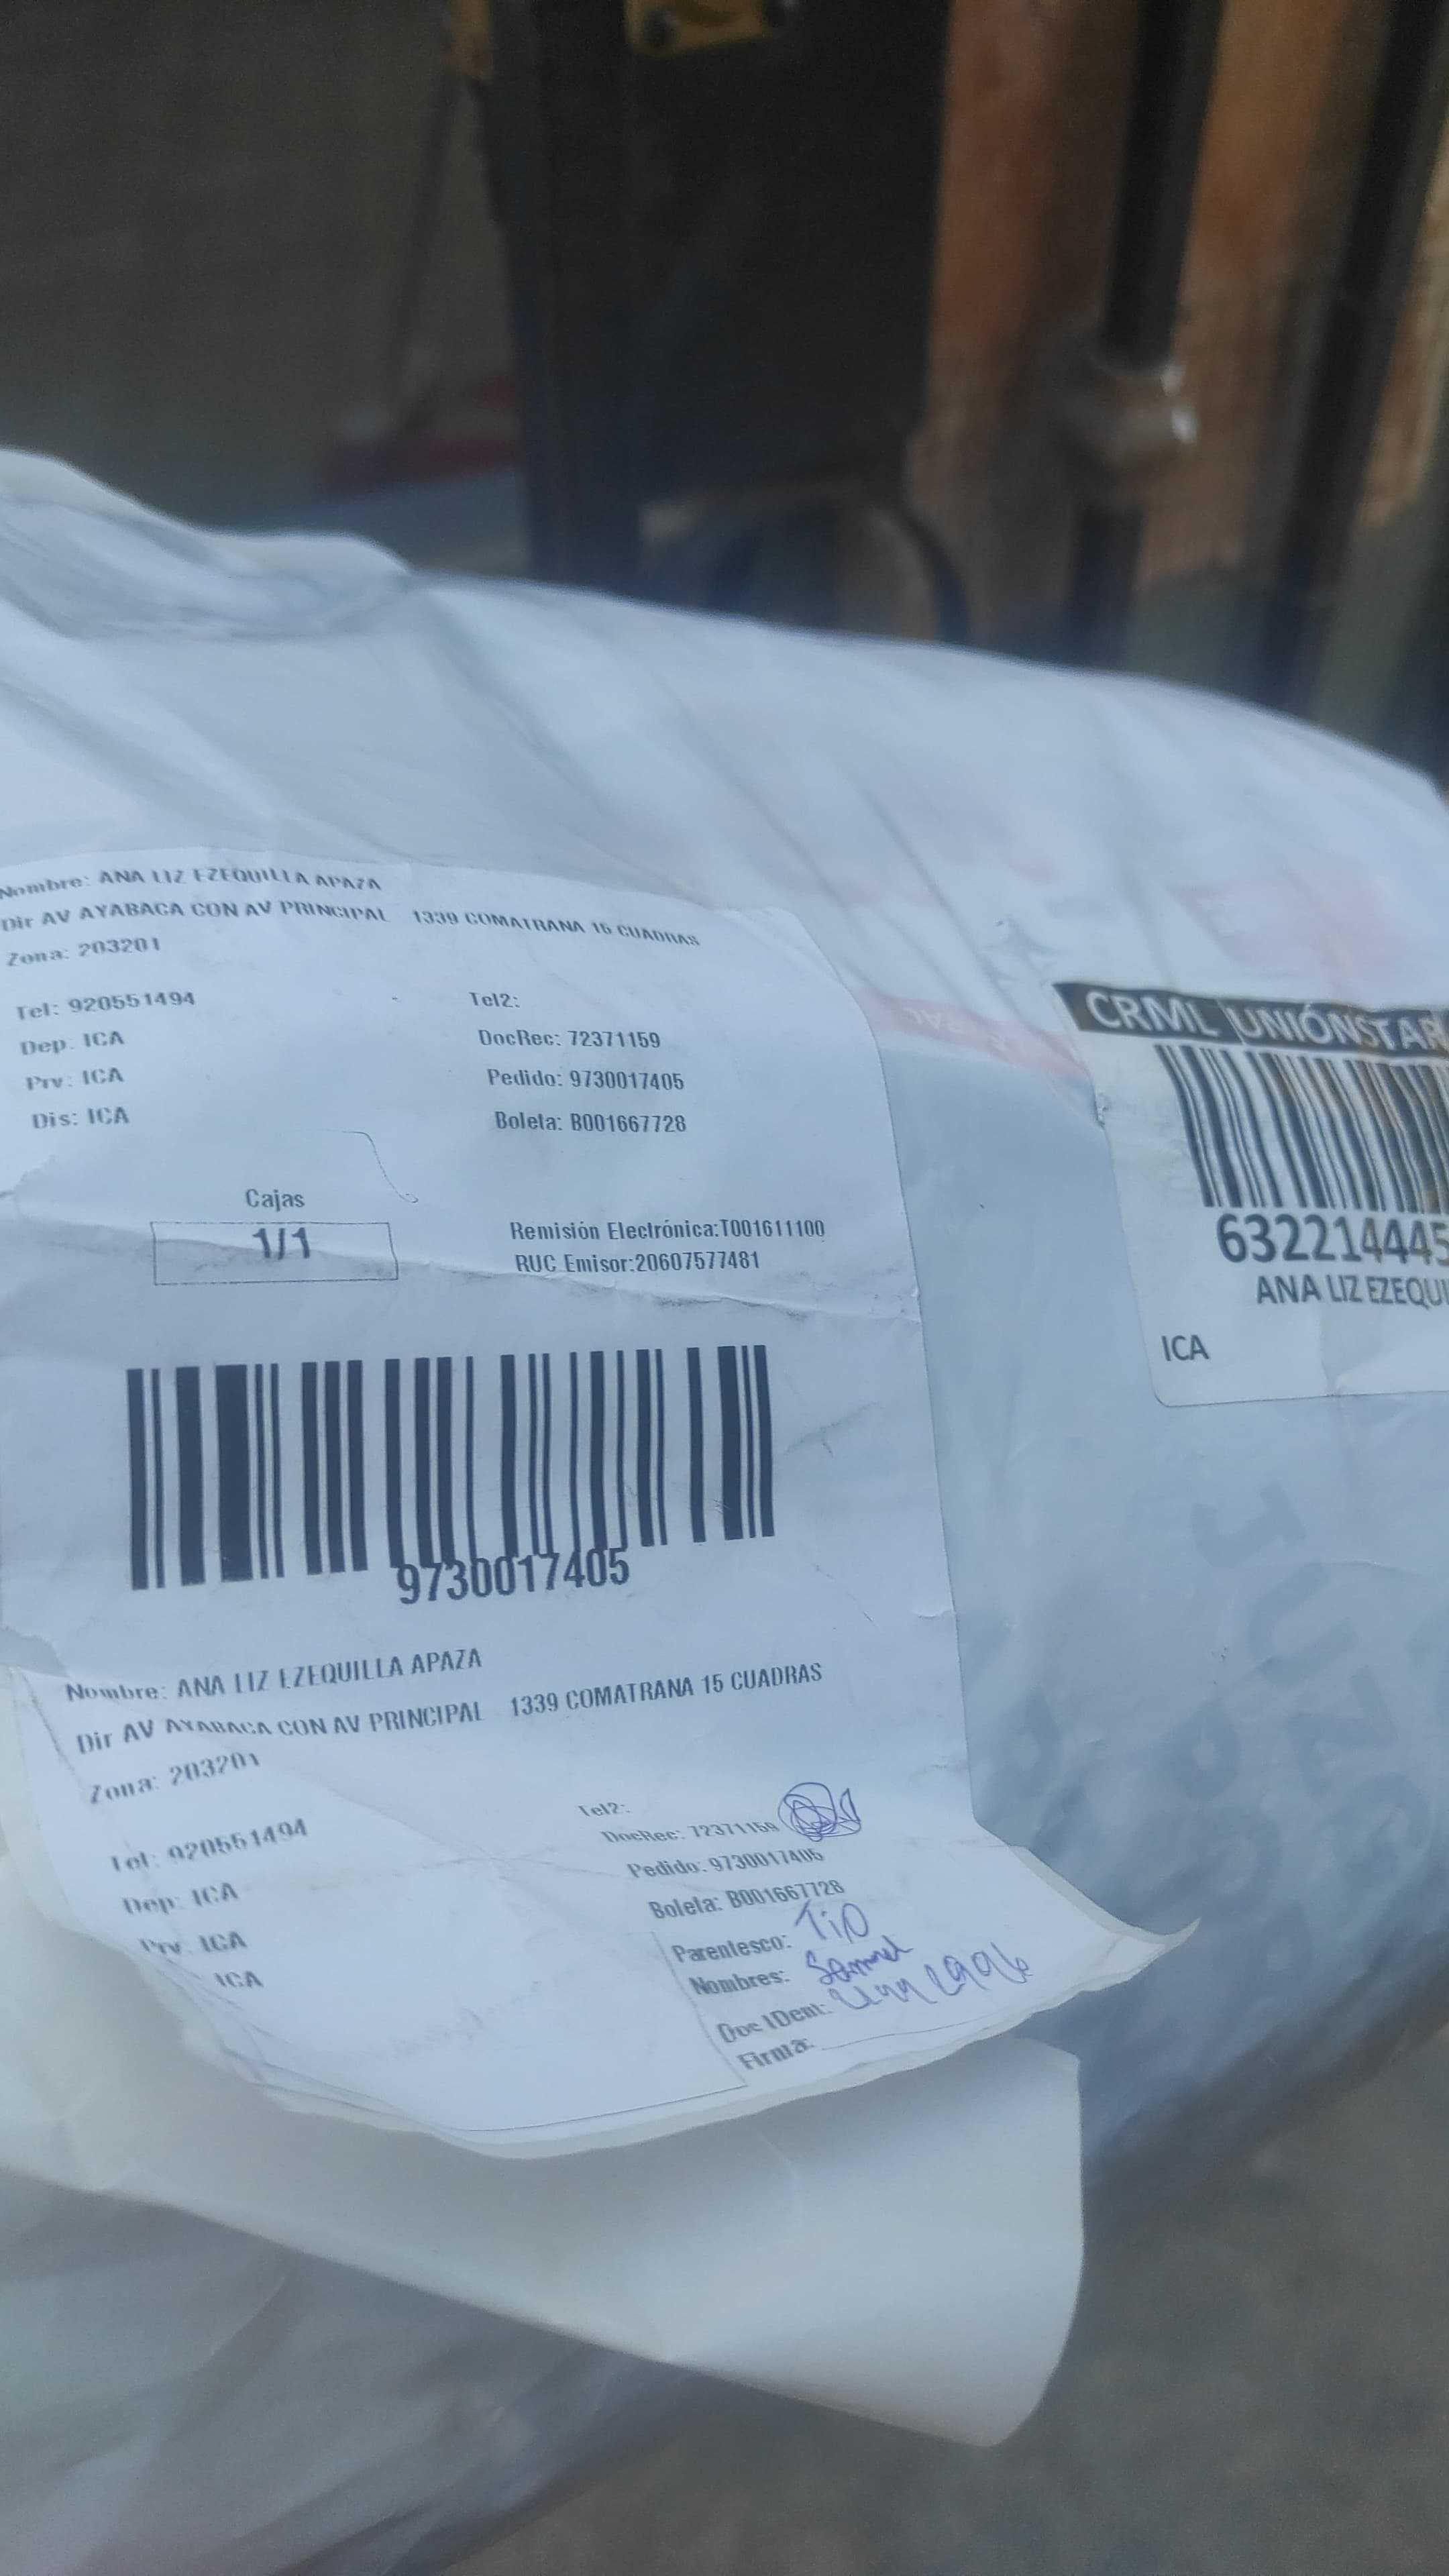 Nombre: ANA LIZ EZEQUILLA APAZA
Dir AV AYABACA CON AV PRINCIPAL 1339 COMATRANA 15 CUADRAS
Zona: 203201
Tel: 920551494 Tel2:
Dep: ICA DocRec: 72371159
Prv: ICA Pedido: 9730017405
Dis: ICA Boleta: B001667728
Cajas
1/1
Remisión Electrónica:T001611100
RUC Emisor:20607577481
9730017405
Nombre: ANA LIZ EZEQUILLA APAZA
Dir AV AYABACA CON AV PRINCIPAL 1339 COMATRANA 15 CUADRAS
Zona: 203201
Tel: 920551494 Tel2:
Dep: ICA DocRec: 72371159
Prv: ICA Pedido: 9730017405
ICA Boleta: B001667728
Parentesco: Tio
Nombres: Samuel
Doc IDent:
Firma:
CRML UNIÓNSTAR
632214445
ANA LIZ EZEQUI
ICA